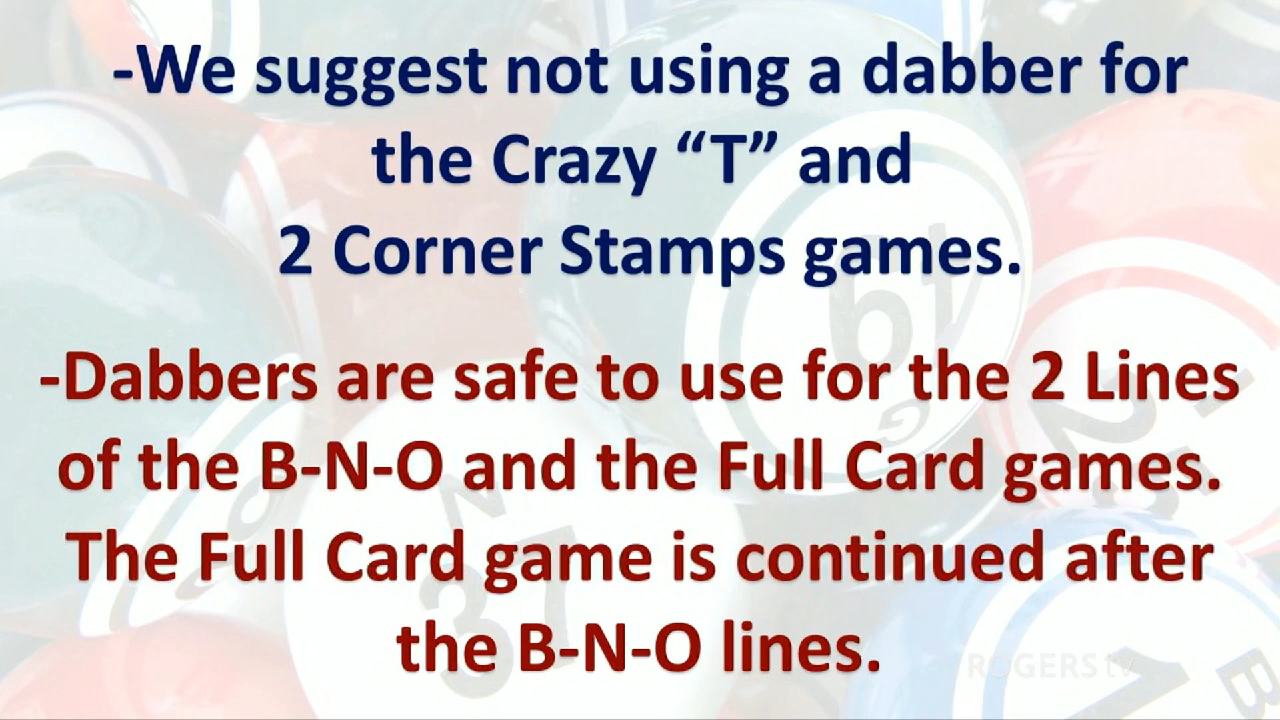 -We suggest not using a dabber for
the Crazy “T” and
2 Corner Stamps games.
-Dabbers are safe to use for the 2 Lines
of the B-N-O and the Full Card games.
The Full Card game is continued after
the B-N-O lines.
ROGERS tv
19
G
N
37
B